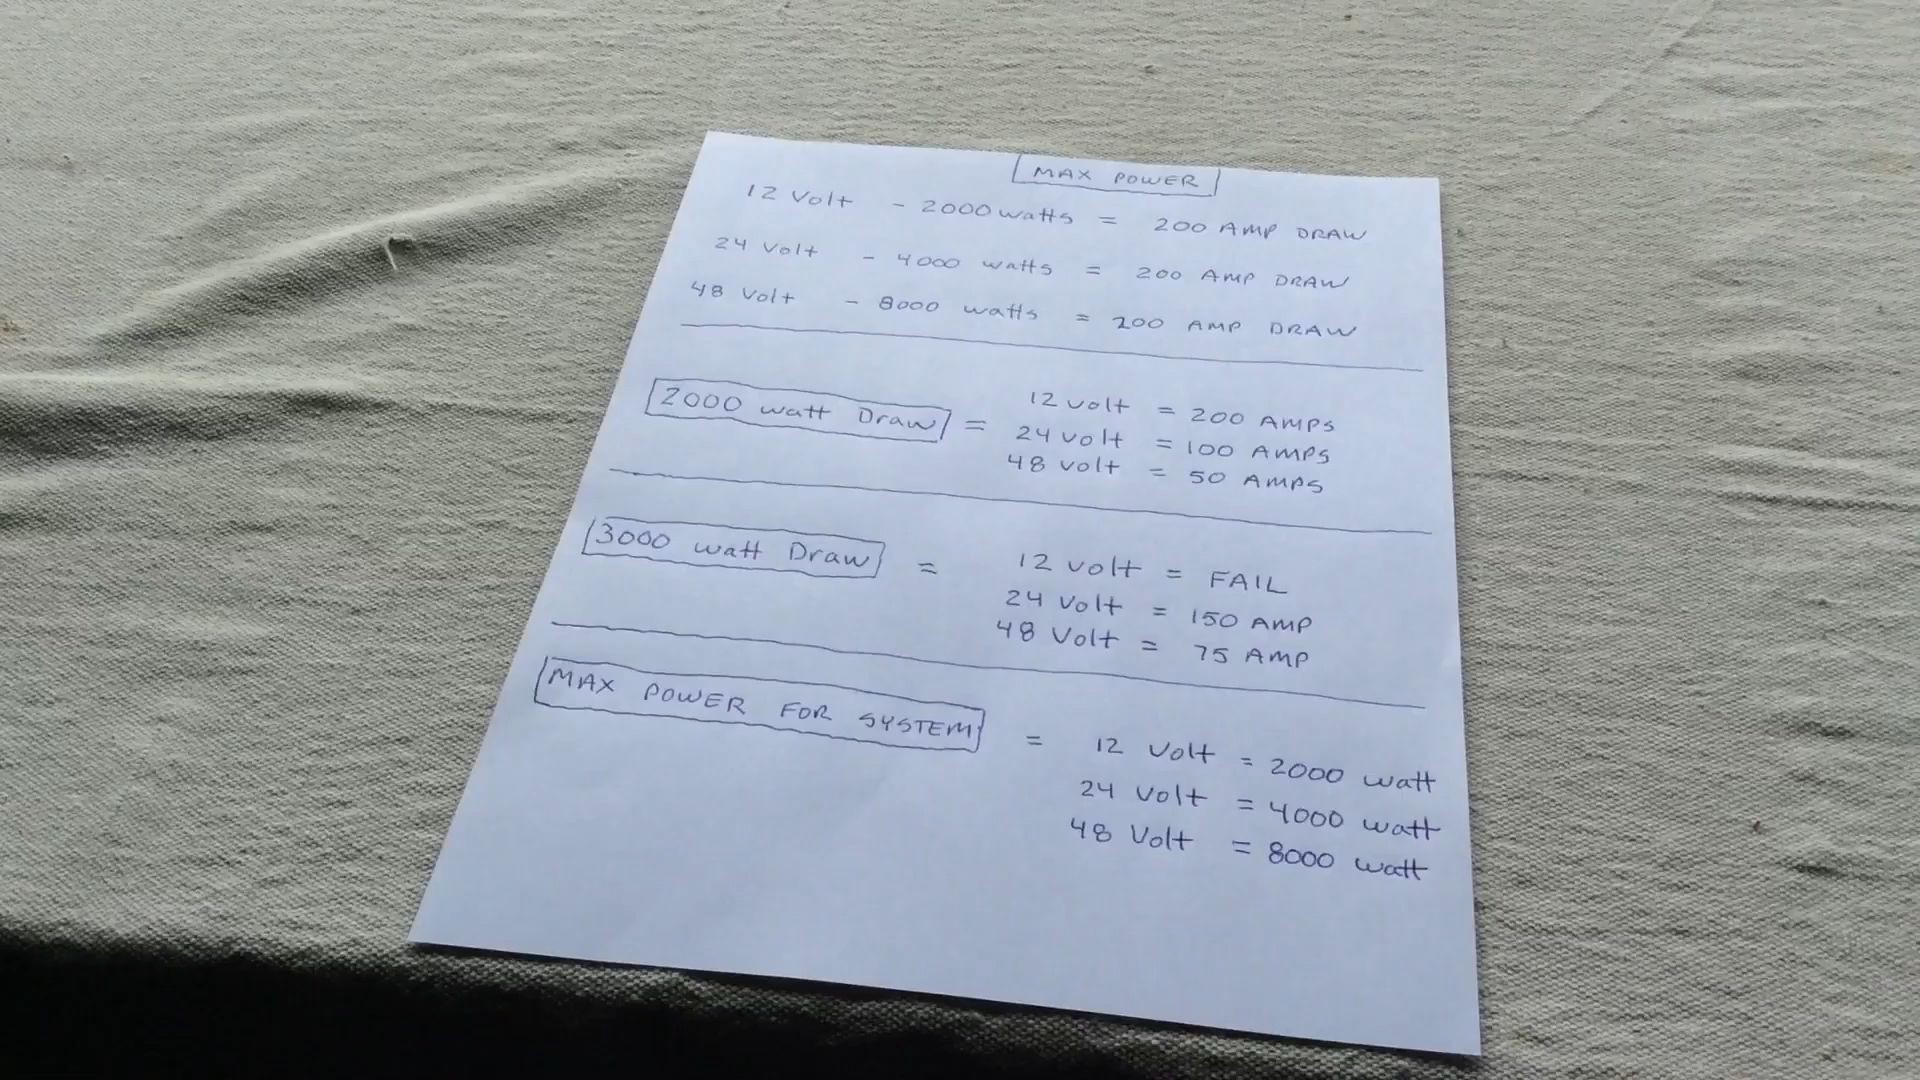 MAX POWER
12 Volt - 2000 watts = 200 AMP DRAW
24 Volt - 4000 watts = 200 AMP DRAW
48 Volt - 8000 watts = 200 AMP DRAW
2000 watt Draw = 12 volt = 200 AMPS
24 volt = 100 AMPS
48 volt = 50 AMPS
3000 watt Draw = 12 volt = FAIL
24 Volt = 150 AMP
48 Volt = 75 AMP
MAX POWER FOR SYSTEM = 12 Volt = 2000 watt
24 Volt = 4000 watt
48 Volt = 8000 watt